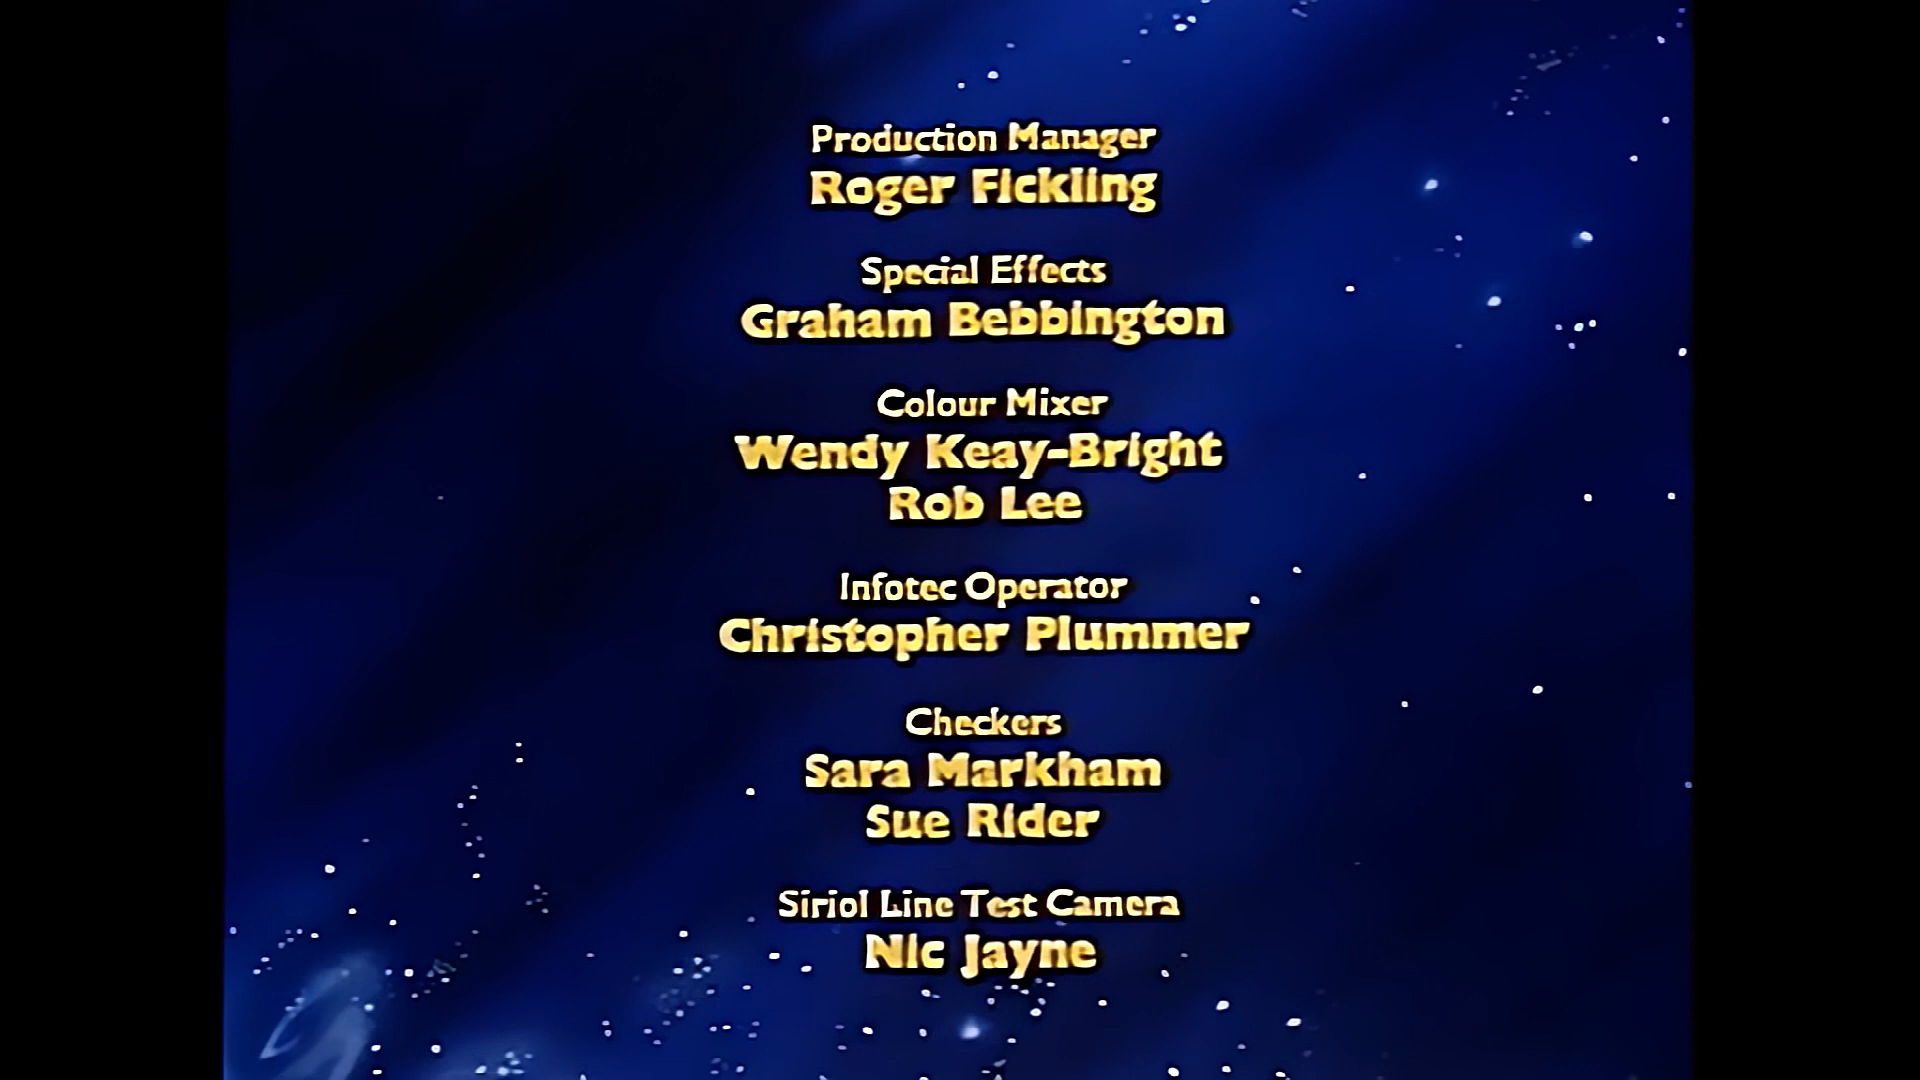 Production Manager
Roger Fickling
Special Effects
Graham Bebbington
Colour Mixer
Wendy Keay-Bright
Rob Lee
Infotec Operator
Christopher Plummer
Checkers
Sara Markham
Sue Rider
Siriol Line Test Camera
Nic Jayne